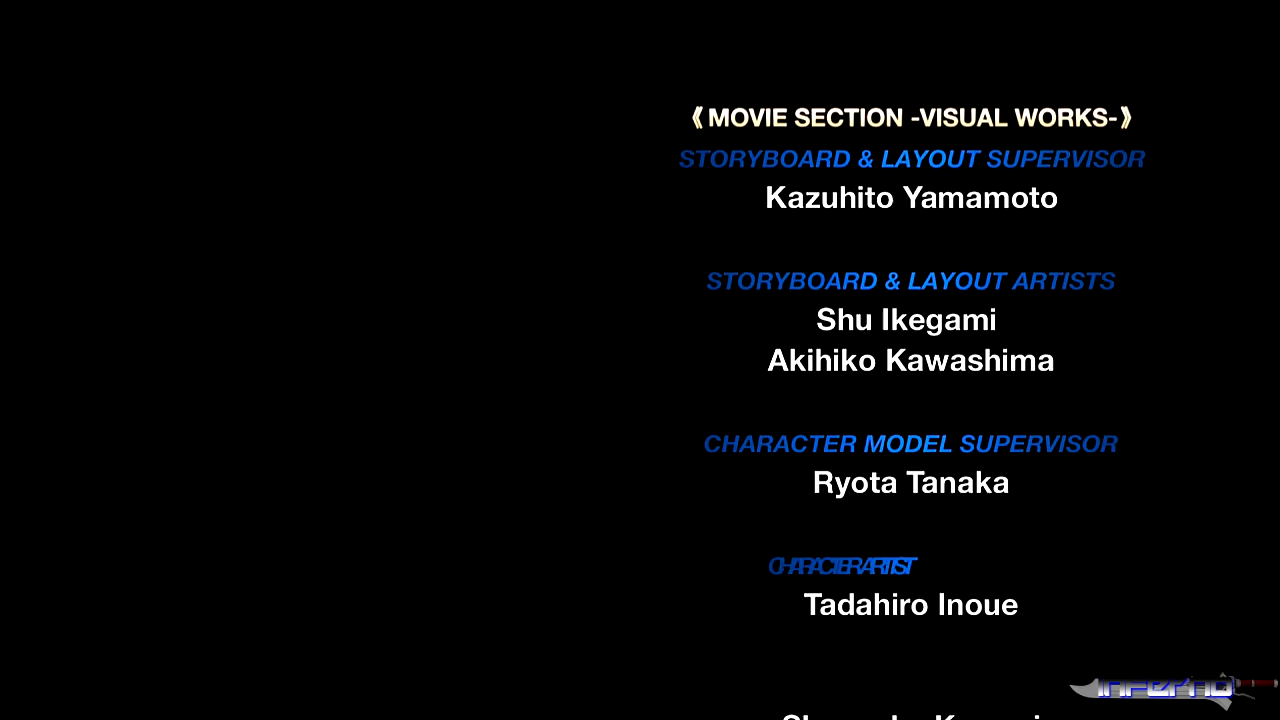 《MOVIE SECTION -VISUAL WORKS-》
STORYBOARD & LAYOUT SUPERVISOR
Kazuhito Yamamoto
STORYBOARD & LAYOUT ARTISTS
Shu Ikegami
Akihiko Kawashima
CHARACTER MODEL SUPERVISOR
Ryota Tanaka
CHARACTER ARTIST
Tadahiro Inoue
INFERNO